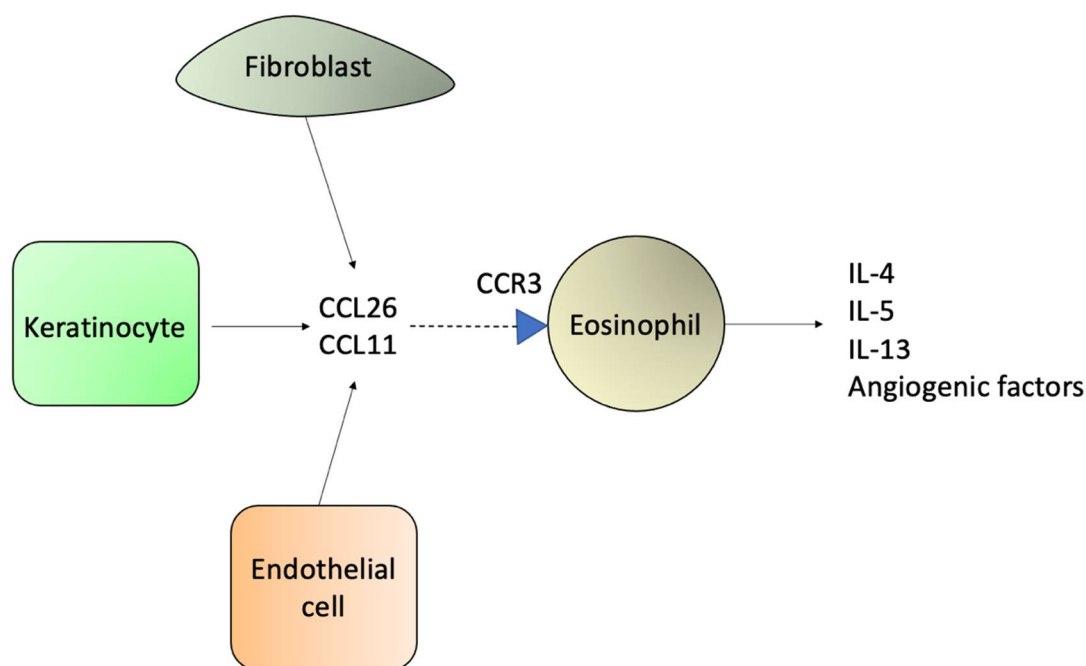 Fibroblast
Keratinocyte
CCL26
CCL11
CCR3
Eosinophil
IL-4
IL-5
IL-13
Angiogenic factors
Endothelial
cell